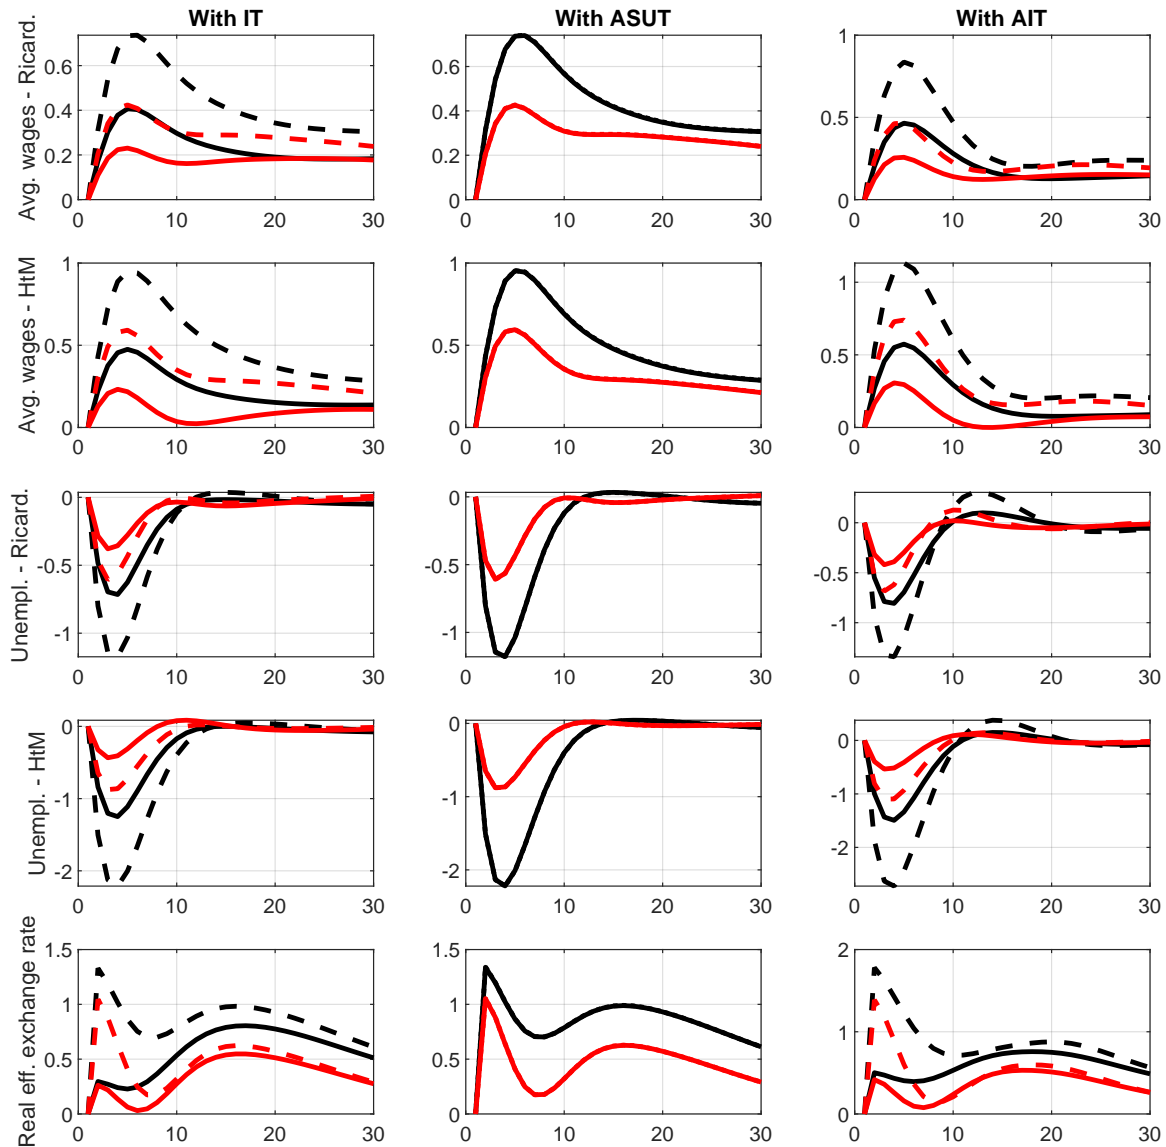 With IT
With ASUT
With AIT
Avg. wages - Ricard.
0 0.2 0.4 0.6
0 10 20 30
0 0.2 0.4 0.6
0 10 20 30
0 0.5 1
0 10 20 30
Avg. wages - HtM
0 0.5 1
0 10 20 30
0 0.5 1
0 10 20 30
0 0.5 1
0 10 20 30
Unempl. - Ricard.
-1 -0.5 0
0 10 20 30
-1 -0.5 0
0 10 20 30
-1 -0.5 0
0 10 20 30
Unempl. - HtM
-2 -1 0
0 10 20 30
-2 -1 0
0 10 20 30
-2 -1 0
0 10 20 30
Real eff. exchange rate
0 0.5 1 1.5
0 10 20 30
0 0.5 1 1.5
0 10 20 30
0 1 2
0 10 20 30